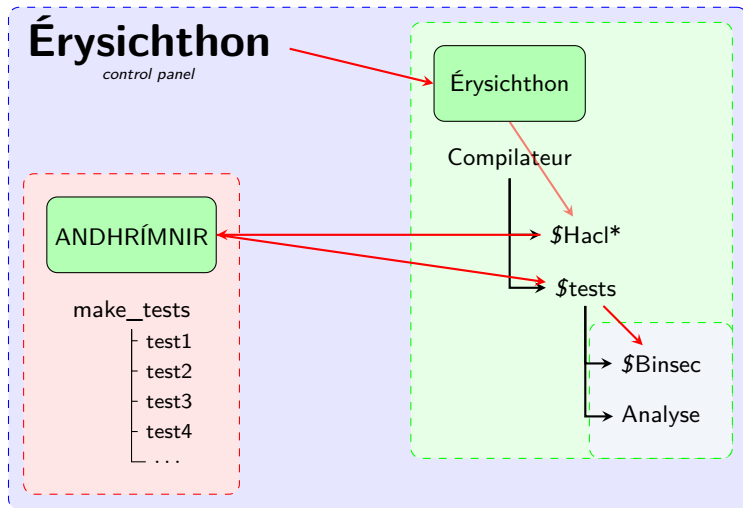 Érysichthon
control panel
Érysichthon
Compilateur
$Hacl*
$tests
$Binsec
Analyse
ANDHRÍMNIR
make_tests
test1
test2
test3
test4
...